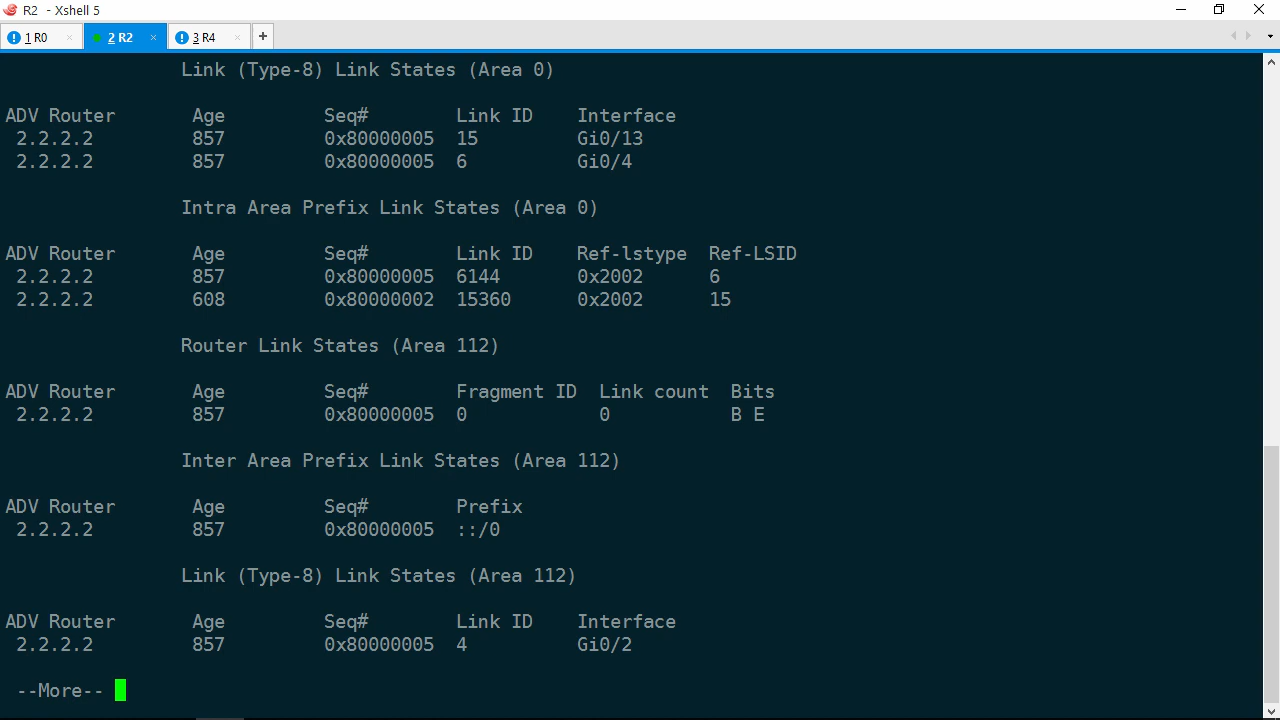 R2 - Xshell 5
1 R0 × 2 R2 × 3 R4 × +
Link (Type-8) Link States (Area 0)
ADV Router Age Seq# Link ID Interface
2.2.2.2 857 0x80000005 15 Gi0/13
2.2.2.2 857 0x80000005 6 Gi0/4
Intra Area Prefix Link States (Area 0)
ADV Router Age Seq# Link ID Ref-lstype Ref-LSID
2.2.2.2 857 0x80000005 6144 0x2002 6
2.2.2.2 608 0x80000002 15360 0x2002 15
Router Link States (Area 112)
ADV Router Age Seq# Fragment ID Link count Bits
2.2.2.2 857 0x80000005 0 0 B E
Inter Area Prefix Link States (Area 112)
ADV Router Age Seq# Prefix
2.2.2.2 857 0x80000005 ::/0
Link (Type-8) Link States (Area 112)
ADV Router Age Seq# Link ID Interface
2.2.2.2 857 0x80000005 4 Gi0/2
--More--